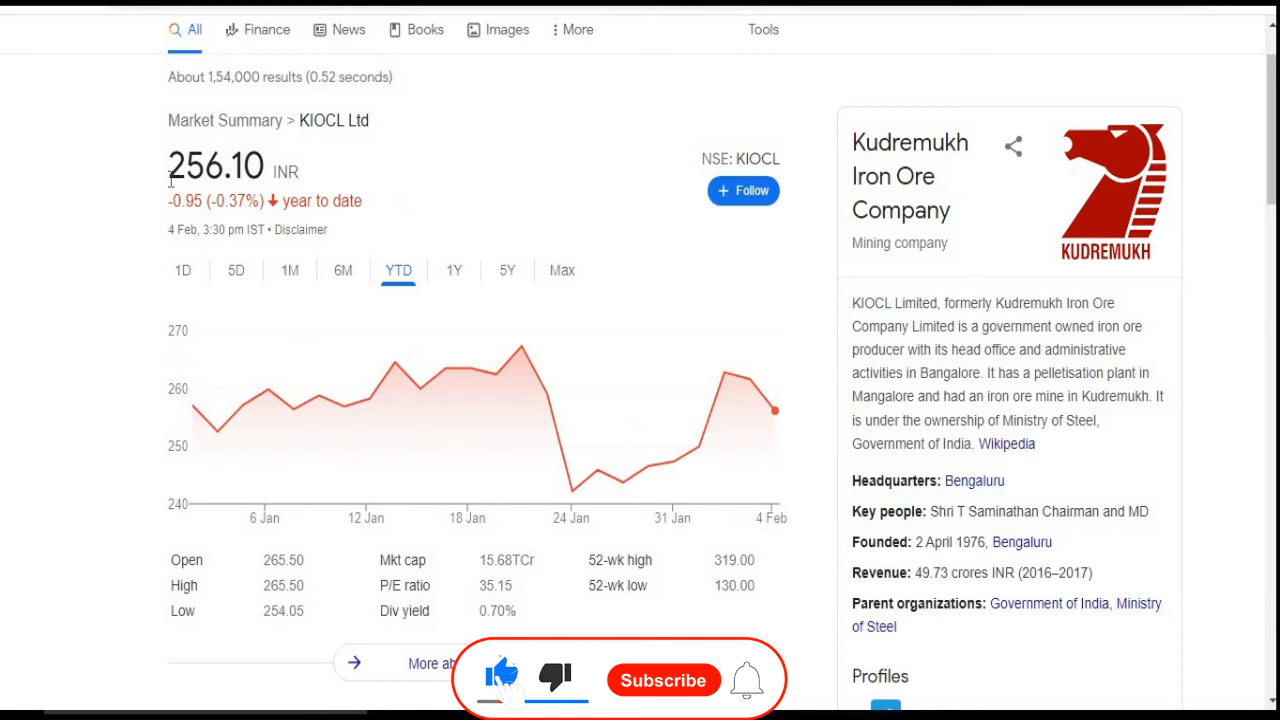 All Finance News Books Images More Tools
About 1,54,000 results (0.52 seconds)
Market Summary > KIOCL Ltd
256.10 INR
-0.95 (-0.37%) year to date
4 Feb, 3:30 pm IST • Disclaimer
NSE: KIOCL
+ Follow
1D 5D 1M 6M YTD 1Y 5Y Max
270
260
250
240
6 Jan 12 Jan 18 Jan 24 Jan 31 Jan 4 Feb
Open 265.50 Mkt cap 15.68TCr 52-wk high 319.00
High 265.50 P/E ratio 35.15 52-wk low 130.00
Low 254.05 Div yield 0.70%
More ab
Subscribe
Kudremukh
Iron Ore
Company
Mining company
KUDREMUKH
KIOCL Limited, formerly Kudremukh Iron Ore
Company Limited is a government owned iron ore
producer with its head office and administrative
activities in Bangalore. It has a pelletisation plant in
Mangalore and had an iron ore mine in Kudremukh. It
is under the ownership of Ministry of Steel,
Government of India. Wikipedia
Headquarters: Bengaluru
Key people: Shri T Saminathan Chairman and MD
Founded: 2 April 1976, Bengaluru
Revenue: 49.73 crores INR (2016–2017)
Parent organizations: Government of India, Ministry
of Steel
Profiles